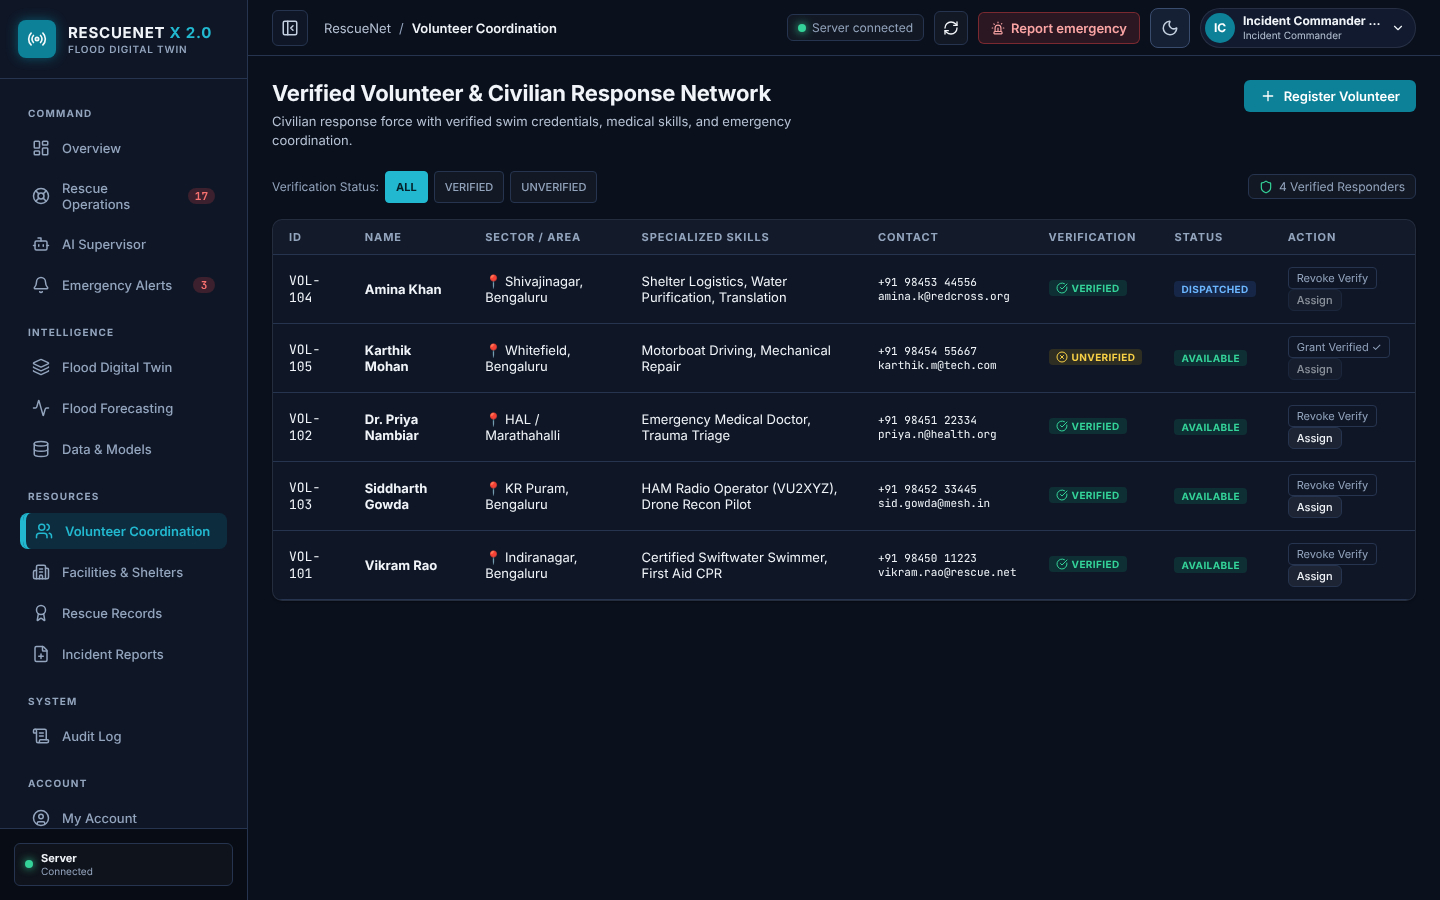 RESCUENET X 2.0
FLOOD DIGITAL TWIN
COMMAND
Overview
Rescue
Operations
17
AI Supervisor
Emergency Alerts
3
INTELLIGENCE
Flood Digital Twin
Flood Forecasting
Data & Models
RESOURCES
Volunteer Coordination
Facilities & Shelters
Rescue Records
Incident Reports
SYSTEM
Audit Log
ACCOUNT
My Account
Server
Connected
RescueNet / Volunteer Coordination
Server connected
Report emergency
IC
Incident Commander ...
Incident Commander
Verified Volunteer & Civilian Response Network
Civilian response force with verified swim credentials, medical skills, and emergency
coordination.
Register Volunteer
Verification Status: ALL VERIFIED UNVERIFIED
4 Verified Responders
ID NAME SECTOR / AREA SPECIALIZED SKILLS CONTACT VERIFICATION STATUS ACTION
VOL-
104
Amina Khan
📍 Shivajinagar,
Bengaluru
Shelter Logistics, Water
Purification, Translation
+91 98453 44556
amina.k@redcross.org
VERIFIED
DISPATCHED
Revoke Verify
Assign
VOL-
105
Karthik
Mohan
📍 Whitefield,
Bengaluru
Motorboat Driving, Mechanical
Repair
+91 98454 55667
karthik.m@tech.com
UNVERIFIED
AVAILABLE
Grant Verified ✓
Assign
VOL-
102
Dr. Priya
Nambiar
📍 HAL /
Marathahalli
Emergency Medical Doctor,
Trauma Triage
+91 98451 22334
priya.n@health.org
VERIFIED
AVAILABLE
Revoke Verify
Assign
VOL-
103
Siddharth
Gowda
📍 KR Puram,
Bengaluru
HAM Radio Operator (VU2XYZ),
Drone Recon Pilot
+91 98452 33445
sid.gowda@mesh.in
VERIFIED
AVAILABLE
Revoke Verify
Assign
VOL-
101
Vikram Rao
📍 Indiranagar,
Bengaluru
Certified Swiftwater Swimmer,
First Aid CPR
+91 98450 11223
vikram.rao@rescue.net
VERIFIED
AVAILABLE
Revoke Verify
Assign